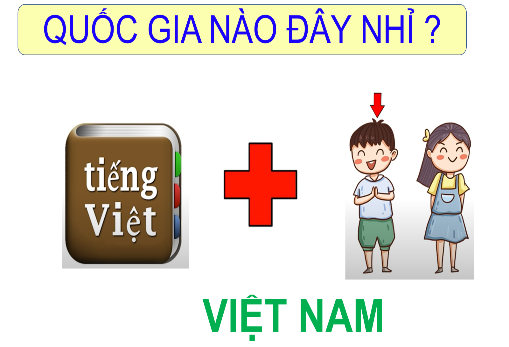 QUỐC GIA NÀO ĐÂY NHỈ ?
tiếng
Việt
VIỆT NAM